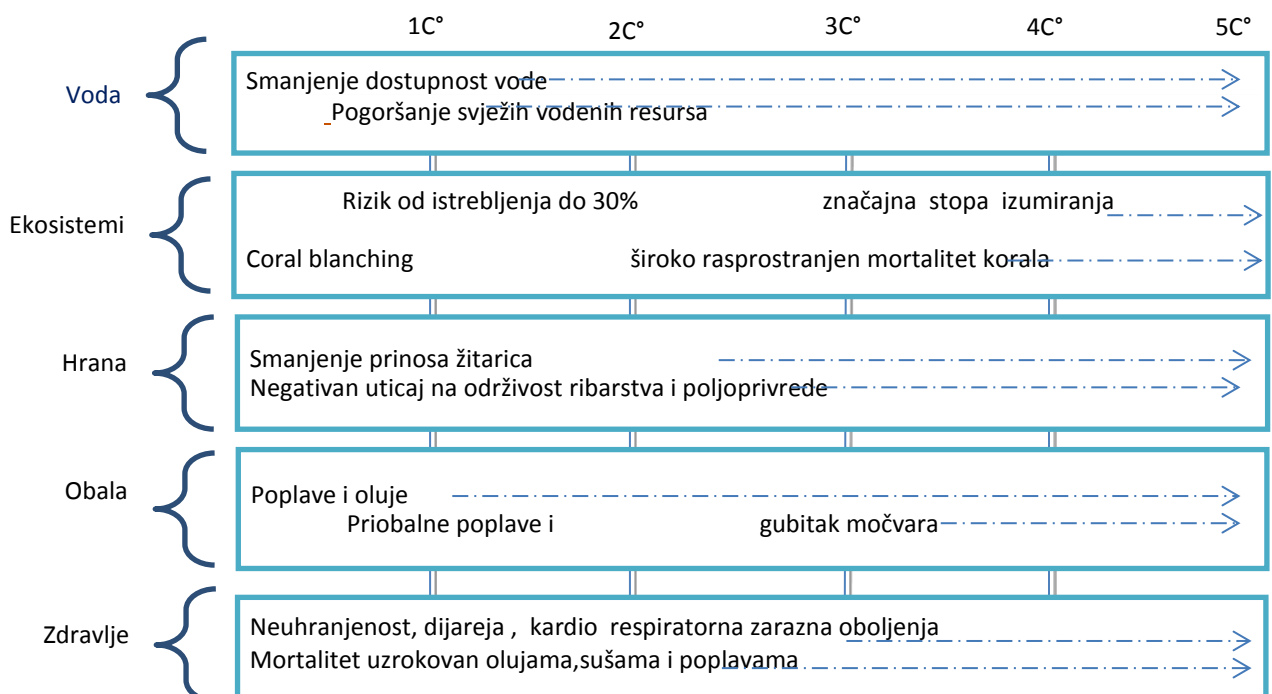 1C° 2C° 3C° 4C° 5C°
Voda
Smanjenje dostupnost vode
Pogoršanje svježih vodenih resursa
Ekosistemi
Rizik od istrebljenja do 30% značajna stopa izumiranja
Coral blanching široko rasprostranjen mortalitet korala
Hrana
Smanjenje prinosa žitarica
Negativan uticaj na održivost ribarstva i poljoprivrede
Obala
Poplave i oluje
Priobalne poplave i gubitak močvara
Zdravlje
Neuhranjenost, dijareja , kardio respiratorna zarazna oboljenja
Mortalitet uzrokovan olujama,sušama i poplavama